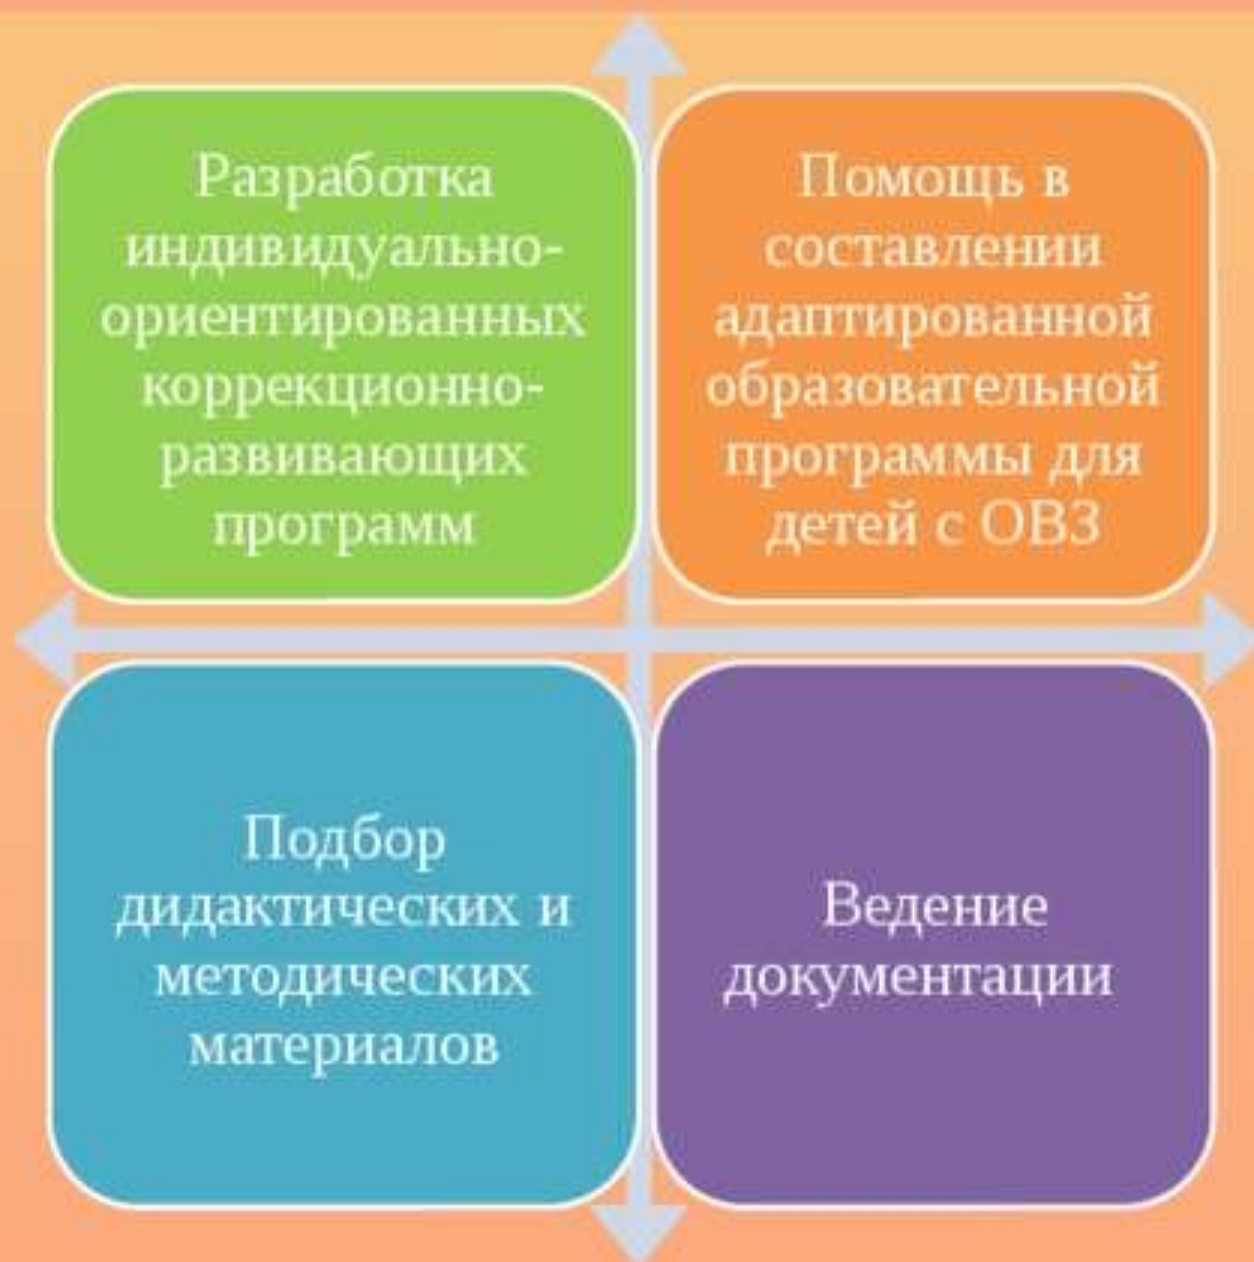 Разработка
индивидуально-
ориентированных
коррекционно-
развивающих
программ
Помощь в
составлении
адаптированной
образовательной
программы для
детей с ОВЗ
Подбор
дидактических и
методических
материалов
Ведение
документации